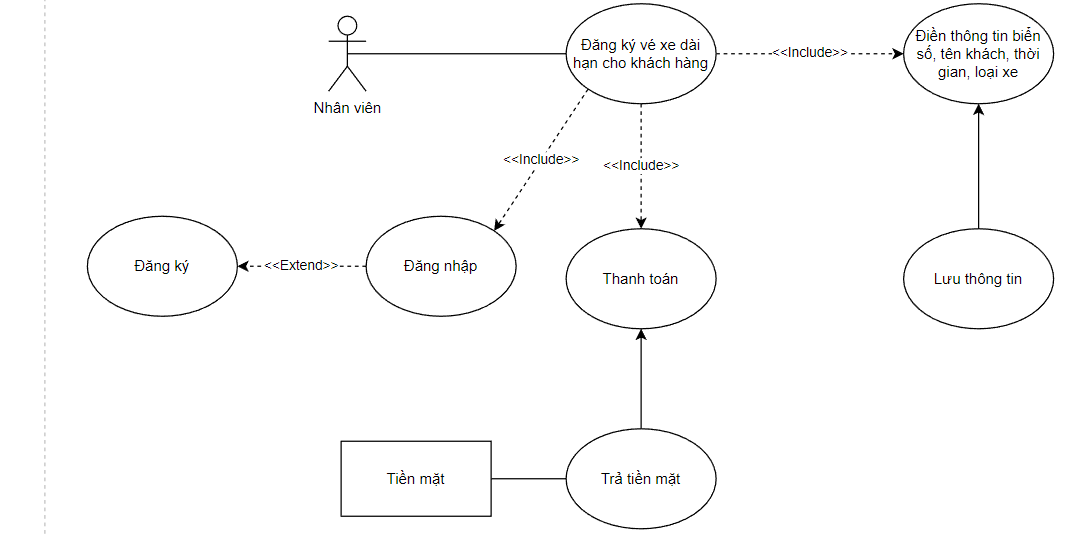 Đăng ký vé xe dài
hạn cho khách hàng
<<Include>>
Điền thông tin biển
số, tên khách, thời
gian, loại xe
Nhân viên
<<Include>>
<<Include>>
Đăng ký
<<Extend>>
Đăng nhập
Thanh toán
Lưu thông tin
Tiền mặt
Trả tiền mặt